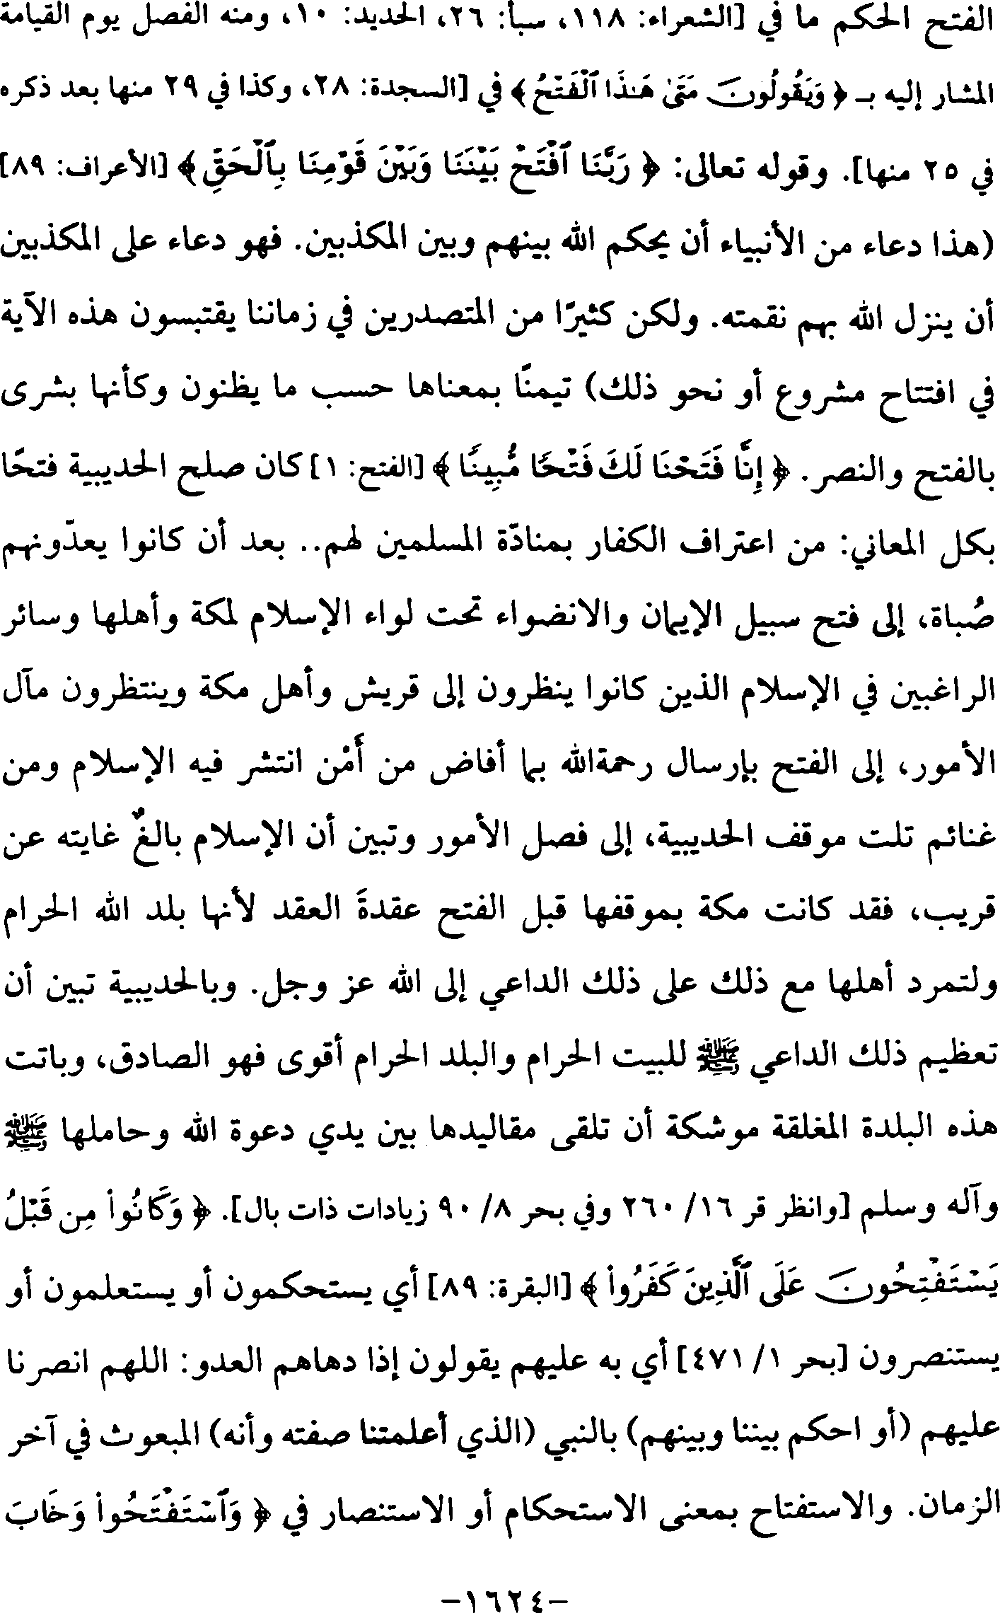 الفتح الحكم ما في [الشعراء: ١١٨، سبأ: ٢٦، الحديد: ١٠، ومنه الفصل يوم القيامة
المشار إليه بـ ﴿ وَيَقُولُونَ مَتَىٰ هَـٰذَا ٱلْفَتْحُ ﴾ في [السجدة: ٢٨، وكذا في ٢٩ منها بعد ذكره
في ٢٥ منها]. وقوله تعالى: ﴿ رَبَّنَا ٱفْتَحْ بَيْنَنَا وَبَيْنَ قَوْمِنَا بِٱلْحَقِّ ﴾ [الأعراف: ٨٩]
(هذا دعاء من الأنبياء أن يحكم الله بينهم وبين المكذبين. فهو دعاء على المكذبين
أن ينزل الله بهم نقمته. ولكن كثيرًا من المتصدرين في زماننا يقتبسون هذه الآية
في افتتاح مشروع أو نحو ذلك) تيمنًا بمعناها حسب ما يظنون وكأنها بشرى
بالفتح والنصر. ﴿ إِنَّا فَتَحْنَا لَكَ فَتْحًا مُّبِينًا ﴾ [الفتح: ١] كان صلح الحديبية فتحًا
بكل المعاني: من اعتراف الكفار بمنادّة المسلمين لهم.. بعد أن كانوا يعدّونهم
صُباة، إلى فتح سبيل الإيمان والانضواء تحت لواء الإسلام لمكة وأهلها وسائر
الراغبين في الإسلام الذين كانوا ينظرون إلى قريش وأهل مكة وينتظرون مآل
الأمور، إلى الفتح بإرسال رحمةالله بما أفاض من أَمْن انتشر فيه الإسلام ومن
غنائم تلت موقف الحديبية، إلى فصل الأمور وتبين أن الإسلام بالغٌ غايته عن
قريب، فقد كانت مكة بموقفها قبل الفتح عقدةَ العقد لأنها بلد الله الحرام
ولتمرد أهلها مع ذلك على ذلك الداعي إلى الله عز وجل. وبالحديبية تبين أن
تعظيم ذلك الداعي ﷺ للبيت الحرام والبلد الحرام أقوى فهو الصادق، وباتت
هذه البلدة المغلقة موشكة أن تلقى مقاليدها بين يدي دعوة الله وحاملها ﷺ
وآله وسلم [وانظر قر ١٦/ ٢٦٠ وفي بحر ٨/ ٩٠ زيادات ذات بال]. ﴿ وَكَانُوا۟ مِن قَبْلُ
يَسْتَفْتِحُونَ عَلَى ٱلَّذِينَ كَفَرُوا۟ ﴾ [البقرة: ٨٩] أي يستحكمون أو يستعلمون أو
يستنصرون [بحر ١/ ٤٧١] أي به عليهم يقولون إذا دهاهم العدو: اللهم انصرنا
عليهم (أو احكم بيننا وبينهم) بالنبي (الذي أعلمتنا صفته وأنه) المبعوث في آخر
الزمان. والاستفتاح بمعنى الاستحكام أو الاستنصار في ﴿ وَٱسْتَفْتَحُوا۟ وَخَابَ
-١٦٢٤-